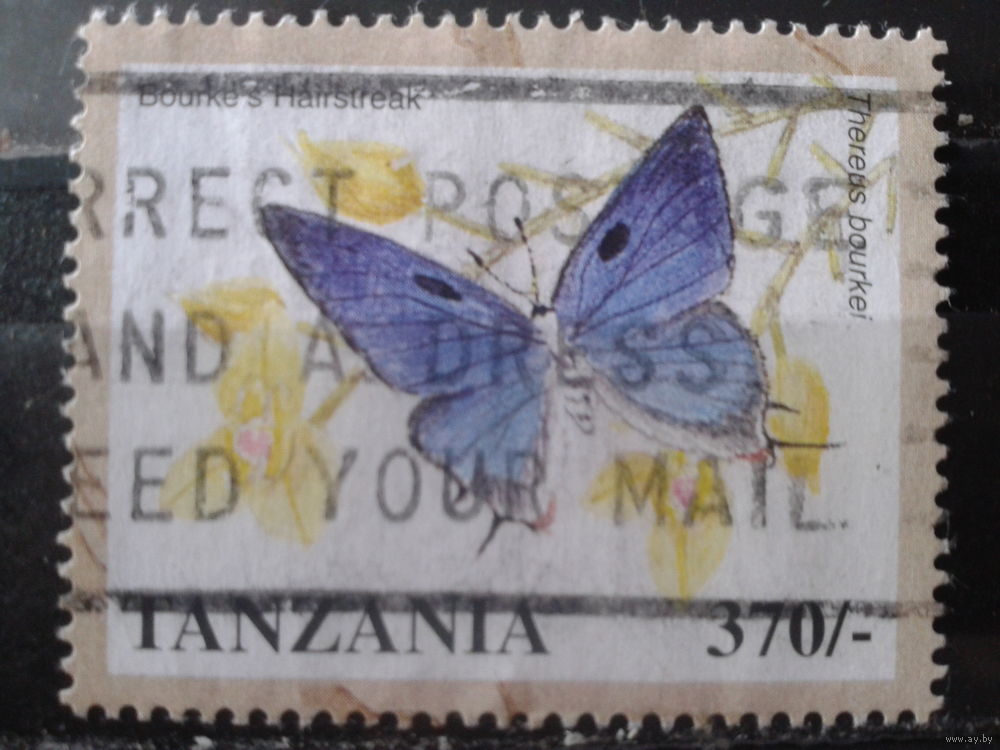 Bourke's Hairstreak
Thereus bourkei
RRECT POSTAGE
AND ADDRESS
EED YOUR MAIL
TANZANIA 370/-
www.ay.by